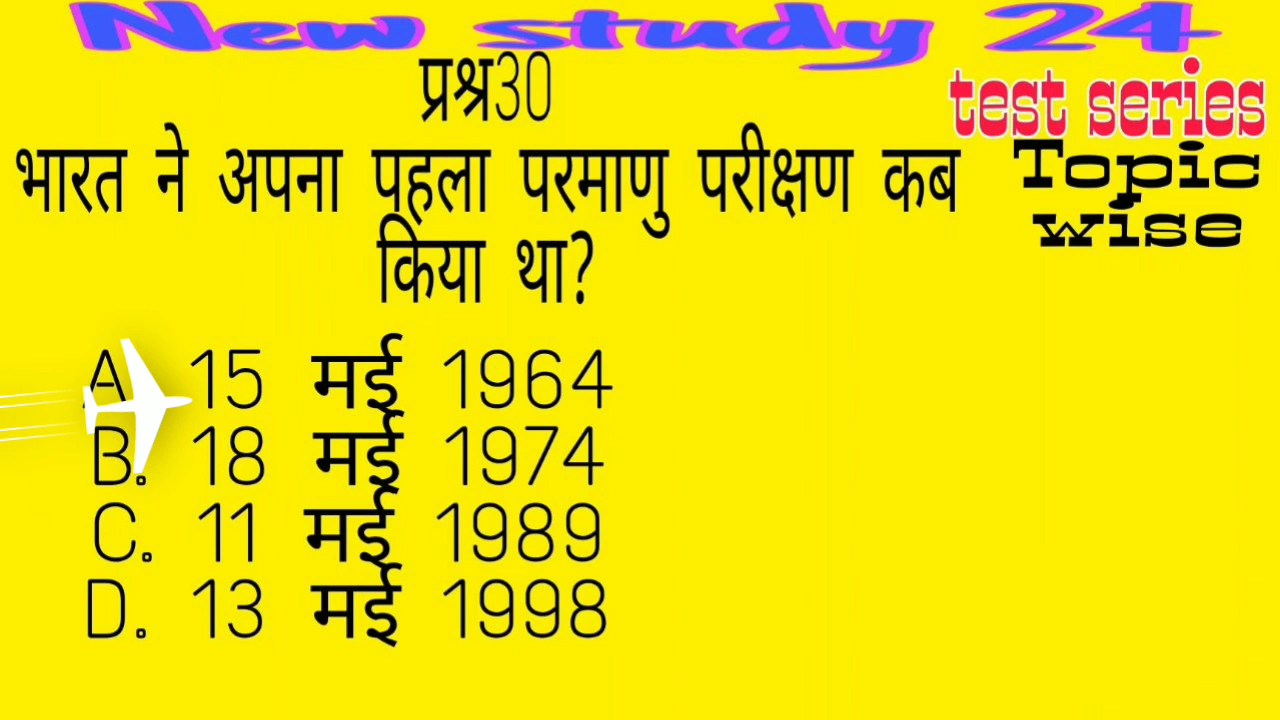 New study 24
test series
Topic
wise
प्रश्न30
भारत ने अपना पहला परमाणु परीक्षण कब
किया था?
A 15 मई 1964
B. 18 मई 1974
C. 11 मई 1989
D. 13 मई 1998